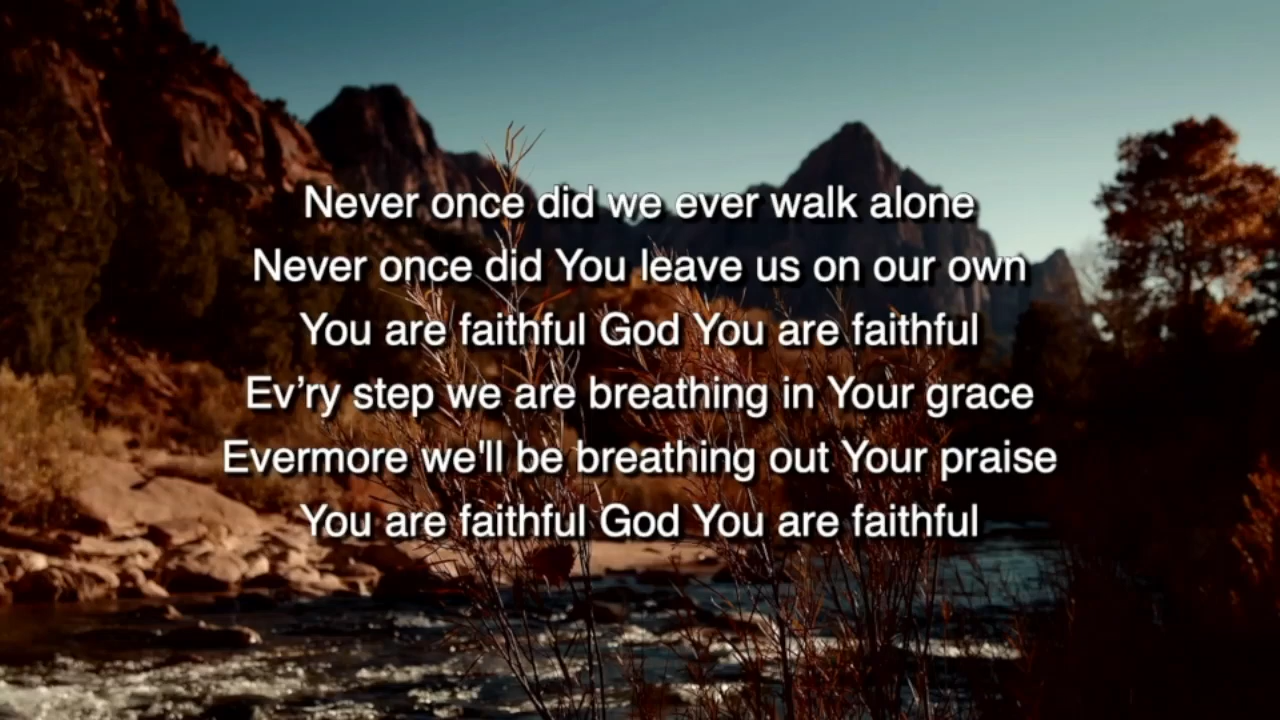 Never once did we ever walk alone
Never once did You leave us on our own
You are faithful God You are faithful
Ev’ry step we are breathing in Your grace
Evermore we'll be breathing out Your praise
You are faithful God You are faithful